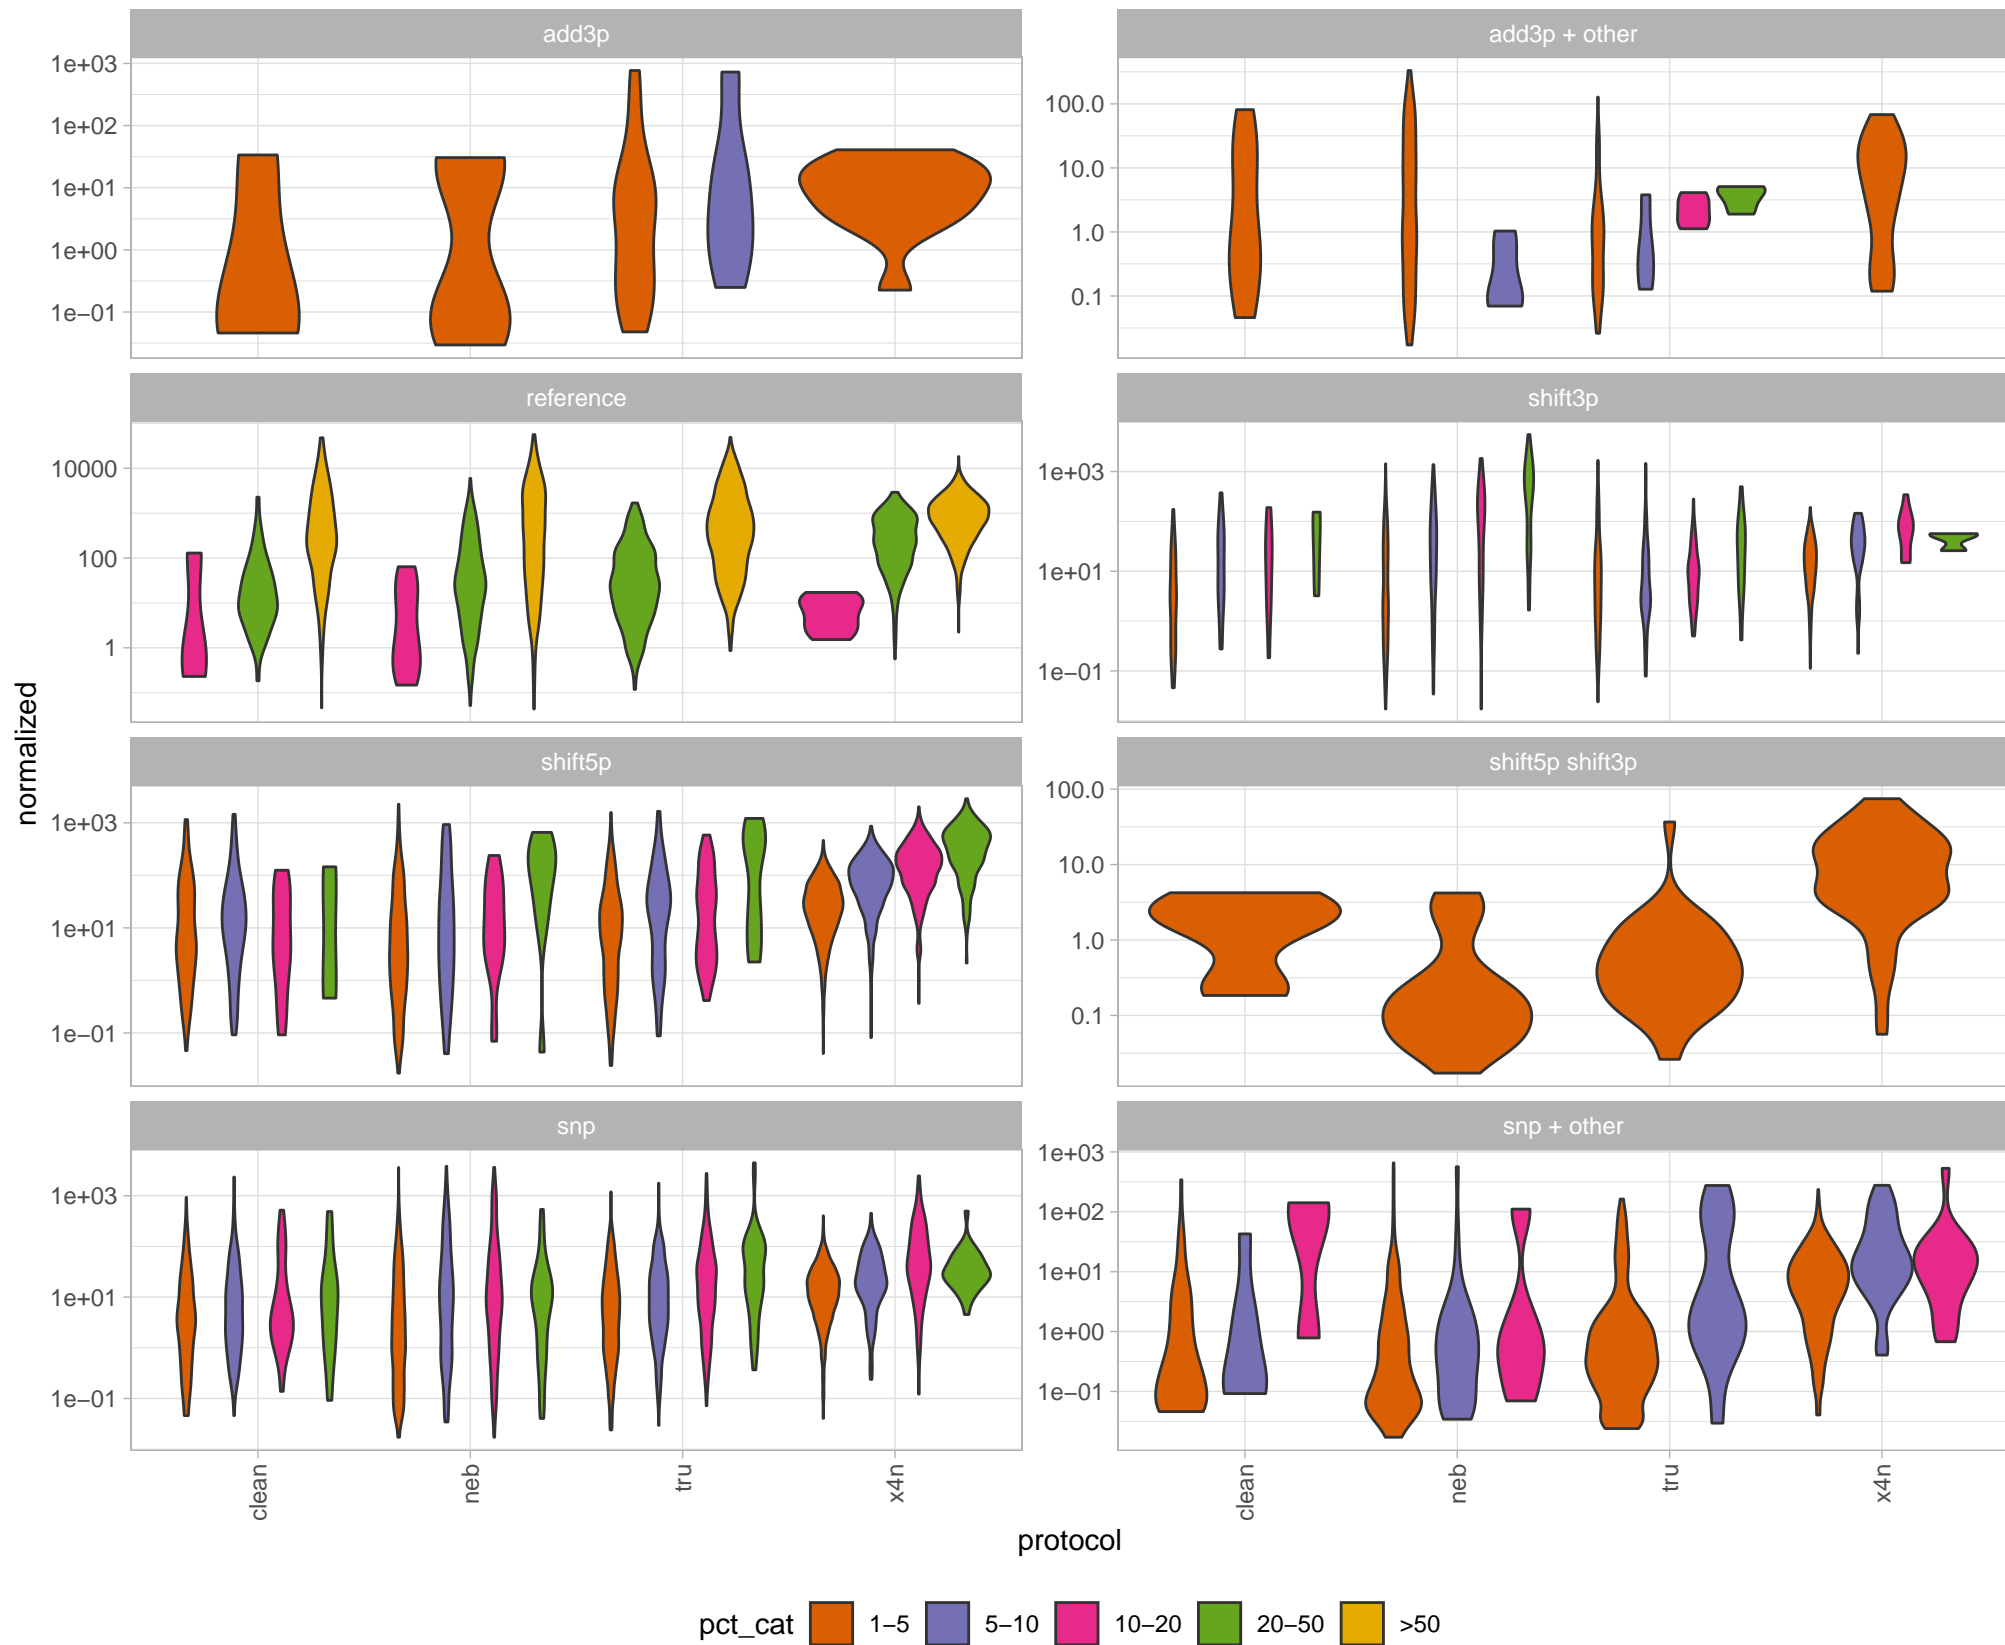 add3p
add3p + other
1e+03
1e+02
1e+01
1e+00
1e−01
100.0
10.0
1.0
0.1
reference
shift3p
10000
100
1
1e+03
1e+01
1e−01
shift5p
shift5p shift3p
1e+03
1e+01
1e−01
100.0
10.0
1.0
0.1
snp
snp + other
1e+03
1e+01
1e−01
1e+03
1e+02
1e+01
1e+00
1e−01
normalized
clean neb tru x4n
clean neb tru x4n
protocol
pct_cat 1−5 5−10 10−20 20−50 >50